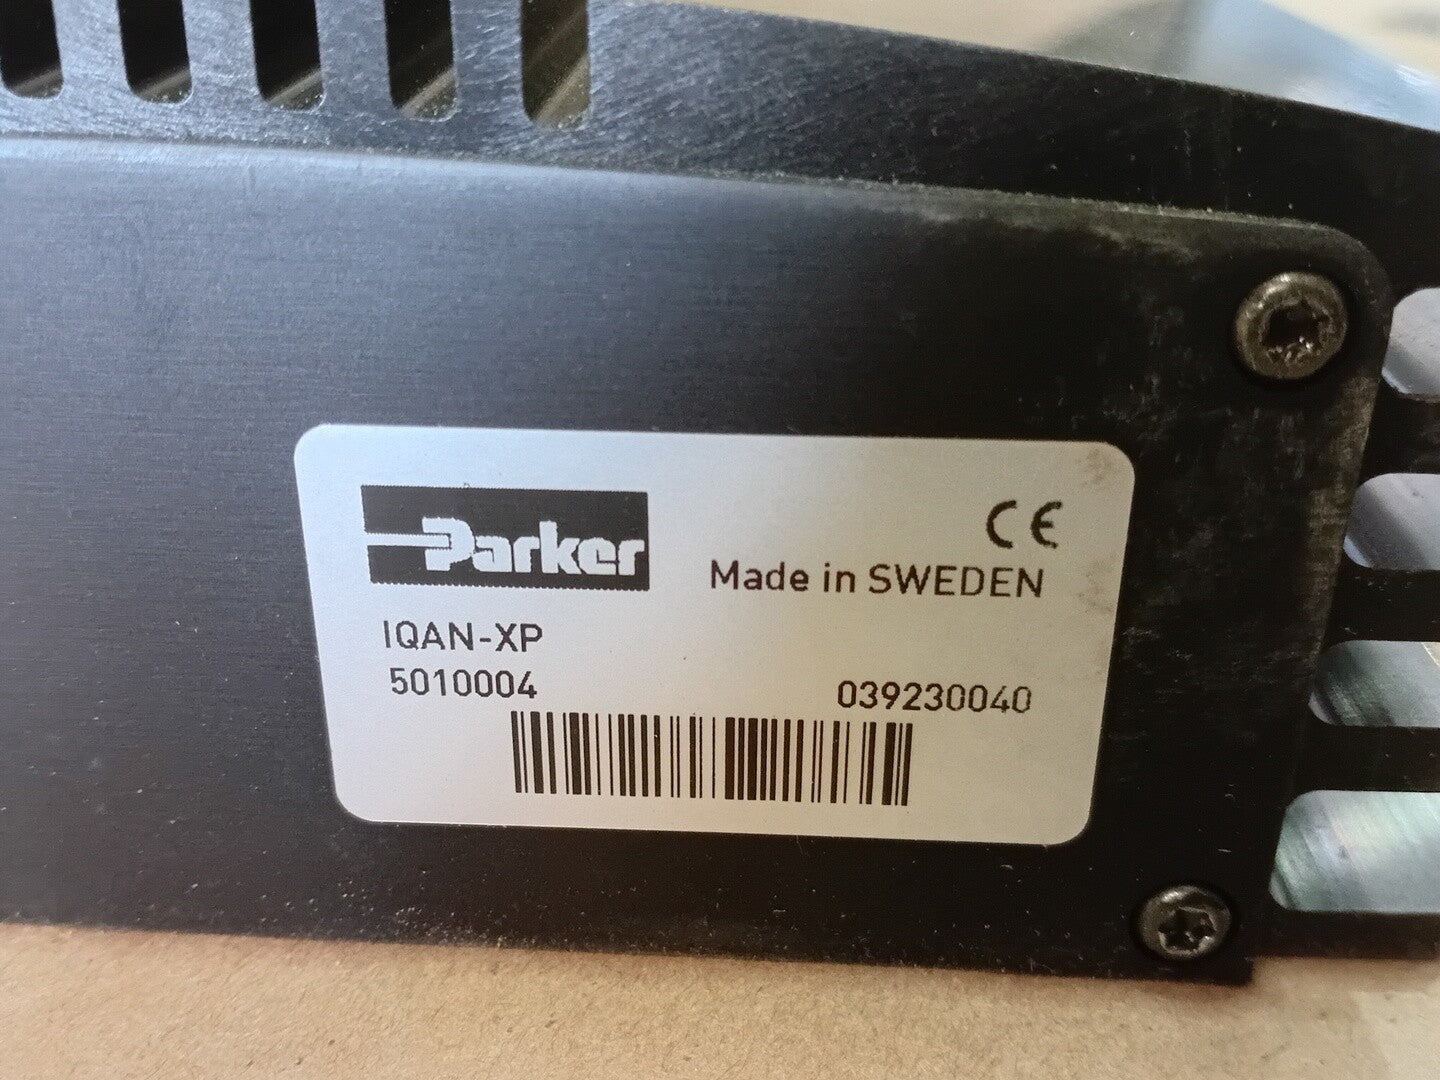 Parker
CE
Made in SWEDEN
IQAN-XP
5010004
039230040